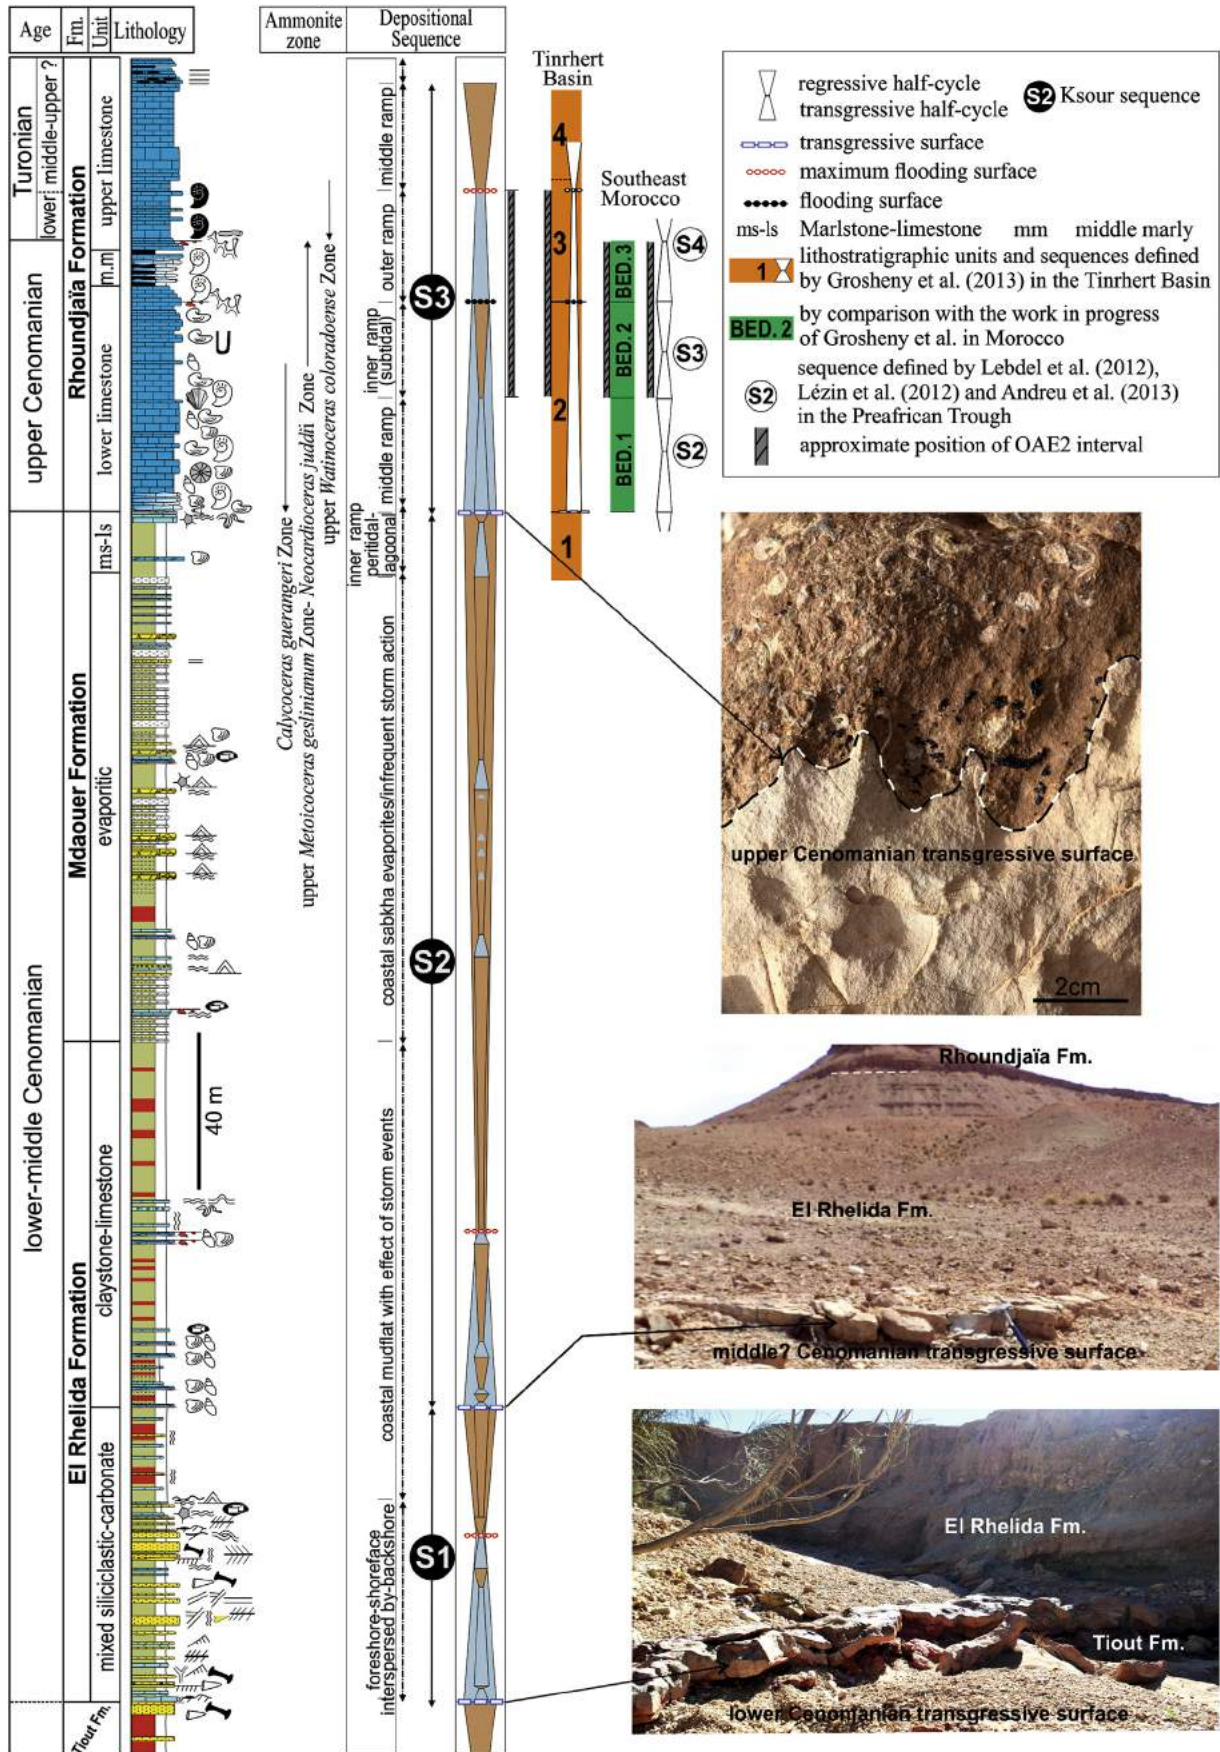 Age
Fm.
Unit
Lithology
Ammonite
zone
Depositional
Sequence
Turonian
middle-upper ?
lower
upper Cenomanian
lower-middle Cenomanian
Rhoundjaïa Formation
Mdaouer Formation
El Rhelida Formation
Tiout Fm.
upper limestone
m.m
lower limestone
ms-ls
evaporitic
claystone-limestone
mixed siliciclastic-carbonate
40 m
Calycoceras guerangeri Zone
upper Metoicoceras geslinianum Zone- Neocardioceras juddii Zone
upper Watinoceras coloradoense Zone
middle ramp
outer ramp
inner ramp
(subtidal)
middle ramp
inner ramp
peritidal-
lagoonal
coastal sabkha evaporites/infrequent storm action
coastal mudflat with effect of storm events
foreshore-shoreface
interspersed by-backshore
S3
S2
S1
Tinrhert
Basin
4
3
2
1
Southeast
Morocco
BED. 3
BED. 2
BED.1
S4
S3
S2
regressive half-cycle
transgressive half-cycle
S2 Ksour sequence
transgressive surface
maximum flooding surface
flooding surface
ms-ls Marlstone-limestone mm middle marly
1 lithostratigraphic units and sequences defined
by Grosheny et al. (2013) in the Tinrhert Basin
BED. 2 by comparison with the work in progress
of Grosheny et al. in Morocco
sequence defined by Lebdel et al. (2012),
S2 Lézin et al. (2012) and Andreu et al. (2013)
in the Preafrican Trough
approximate position of OAE2 interval
upper Cenomanian transgressive surface
2cm
Rhoundjaïa Fm.
El Rhelida Fm.
middle? Cenomanian transgressive surface
El Rhelida Fm.
Tiout Fm.
lower Cenomanian transgressive surface